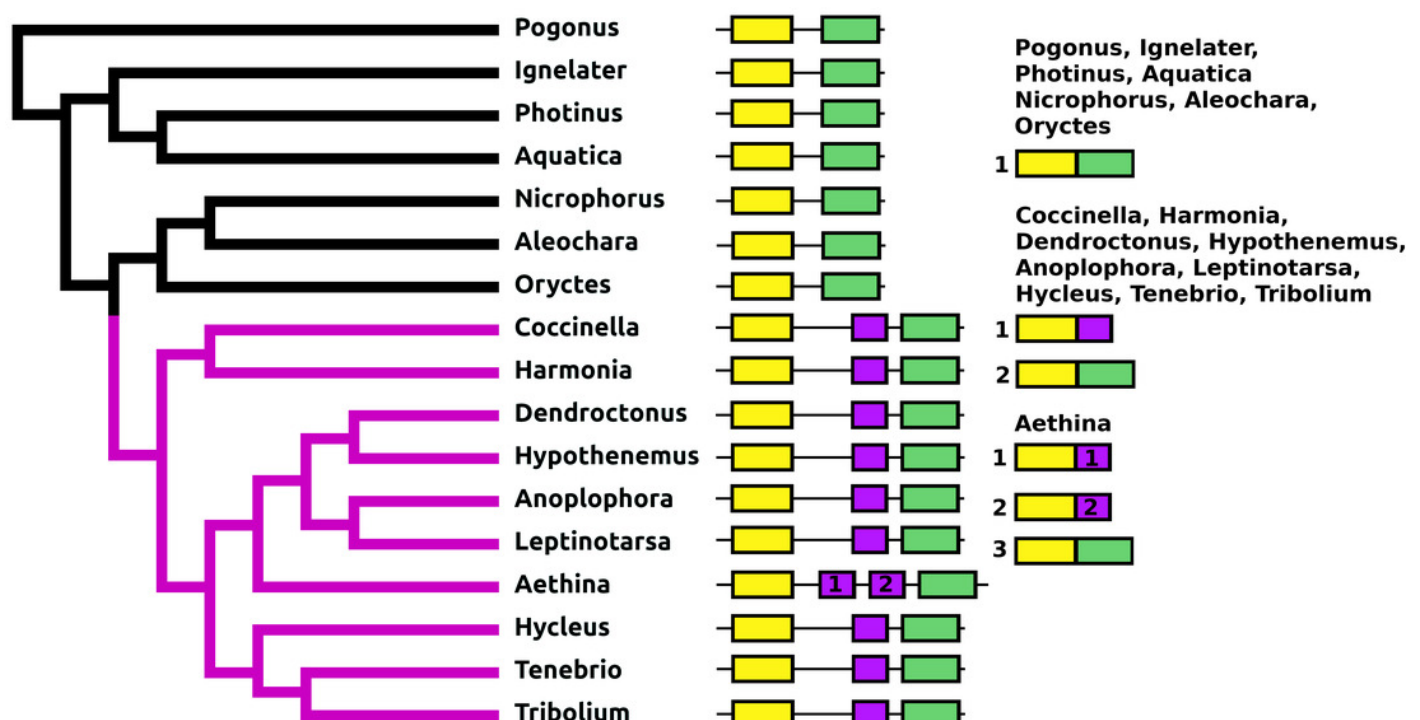 Pogonus
Ignelater
Photinus
Aquatica
Nicrophorus
Aleochara
Oryctes
Coccinella
Harmonia
Dendroctonus
Hypothenemus
Anoplophora
Leptinotarsa
Aethina
1 2
Hycleus
Tenebrio
Tribolium
Pogonus, Ignelater,
Photinus, Aquatica
Nicrophorus, Aleochara,
Oryctes
1
Coccinella, Harmonia,
Dendroctonus, Hypothenemus,
Anoplophora, Leptinotarsa,
Hycleus, Tenebrio, Tribolium
1
2
Aethina
1 1
2 2
3